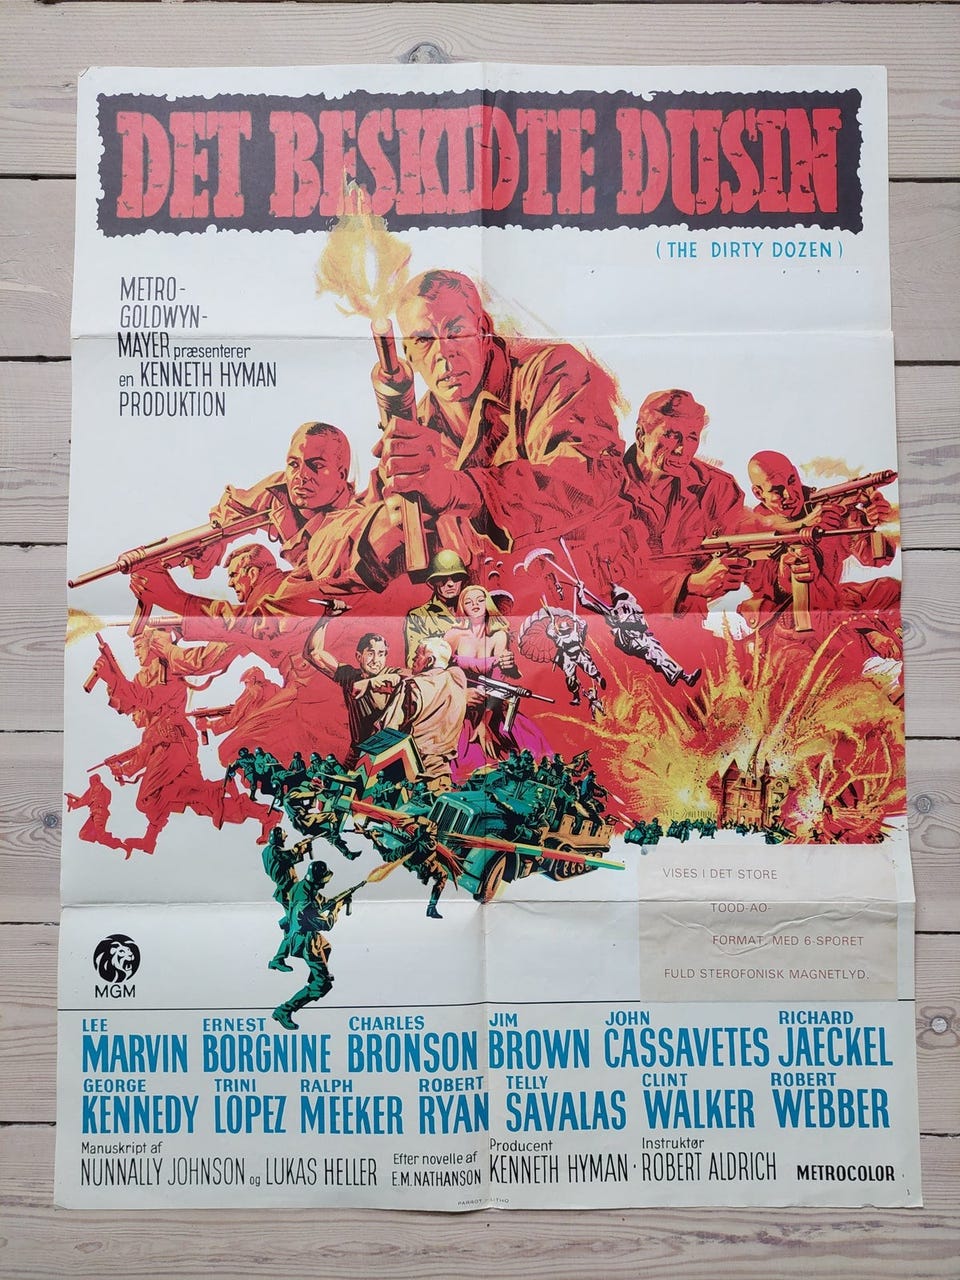 DET BESKIDTE DUSIN
(THE DIRTY DOZEN)
METRO-
GOLDWYN-
MAYER præsenterer
en KENNETH HYMAN
PRODUKTION
VISES I DET STORE
TOOD-AO-
FORMAT, MED 6-SPORET
FULD STEROFONISK MAGNETLYD.
MGM
LEE MARVIN ERNEST BORGNINE CHARLES BRONSON JIM BROWN JOHN CASSAVETES RICHARD JAECKEL
GEORGE KENNEDY TRINI LOPEZ RALPH MEEKER ROBERT RYAN TELLY SAVALAS CLINT WALKER ROBERT WEBBER
Manuskript af NUNNALLY JOHNSON og LUKAS HELLER Efter novelle af E.M. NATHANSON Producent KENNETH HYMAN · Instruktør ROBERT ALDRICH METROCOLOR